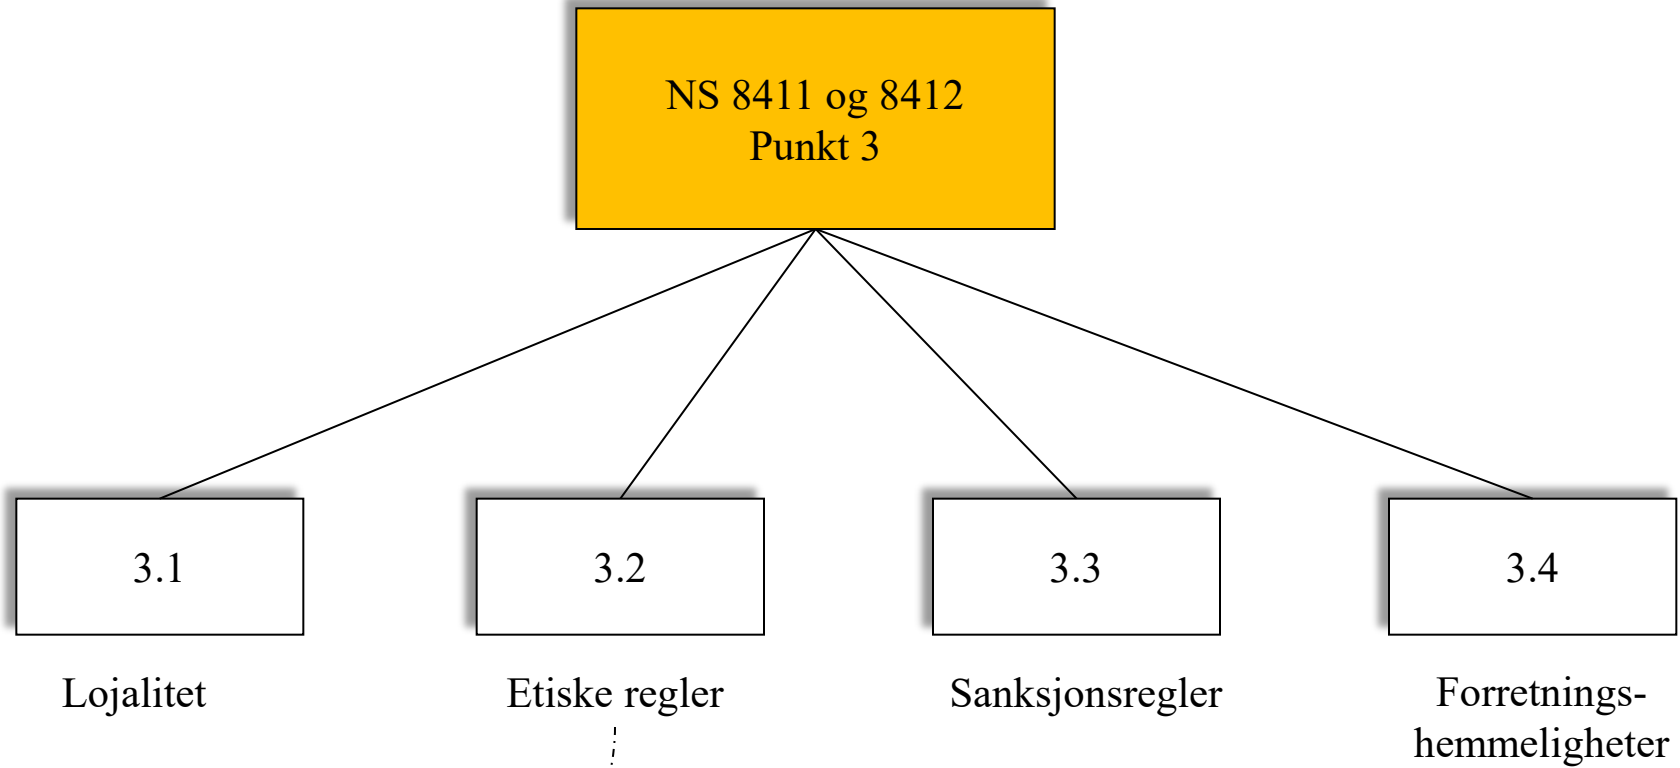 NS 8411 og 8412
Punkt 3
3.1
3.2
3.3
3.4
Lojalitet
Etiske regler
Sanksjonsregler
Forretnings-
hemmeligheter